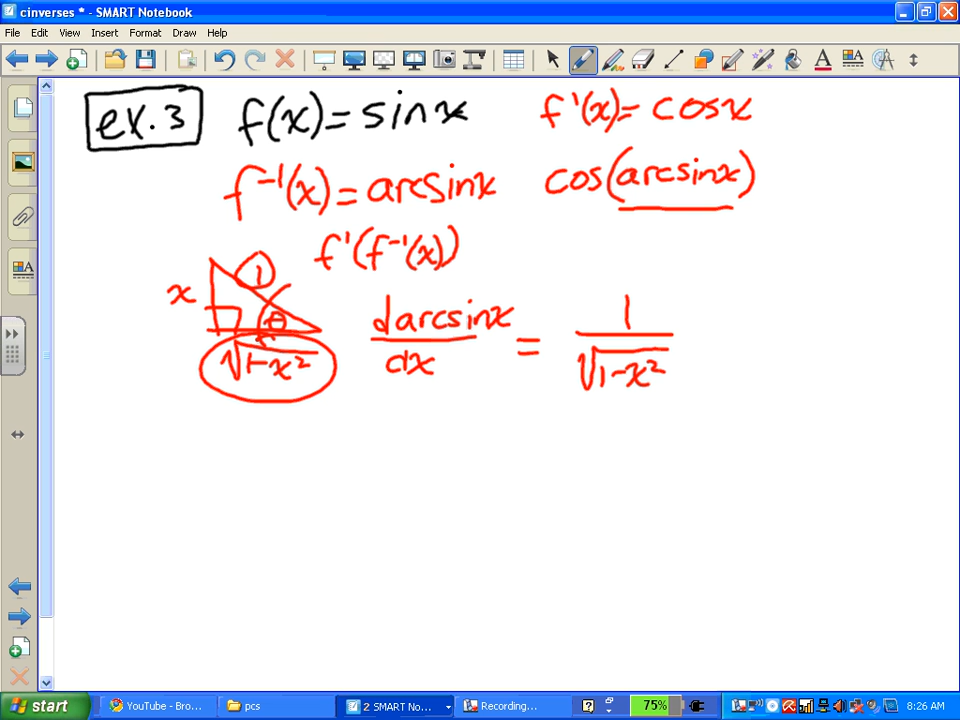 cinverses * - SMART Notebook
File Edit View Insert Format Draw Help
ex.3 f(x)=sinx f'(x)=cosx
f⁻¹(x)=arcsinx cos(arcsinx)
f'(f⁻¹(x))
x 1 θ √1-x²
darcsinx/dx = 1/√1-x²
start YouTube - Bro... pcs 2 SMART No... Recording... 75% 8:26 AM